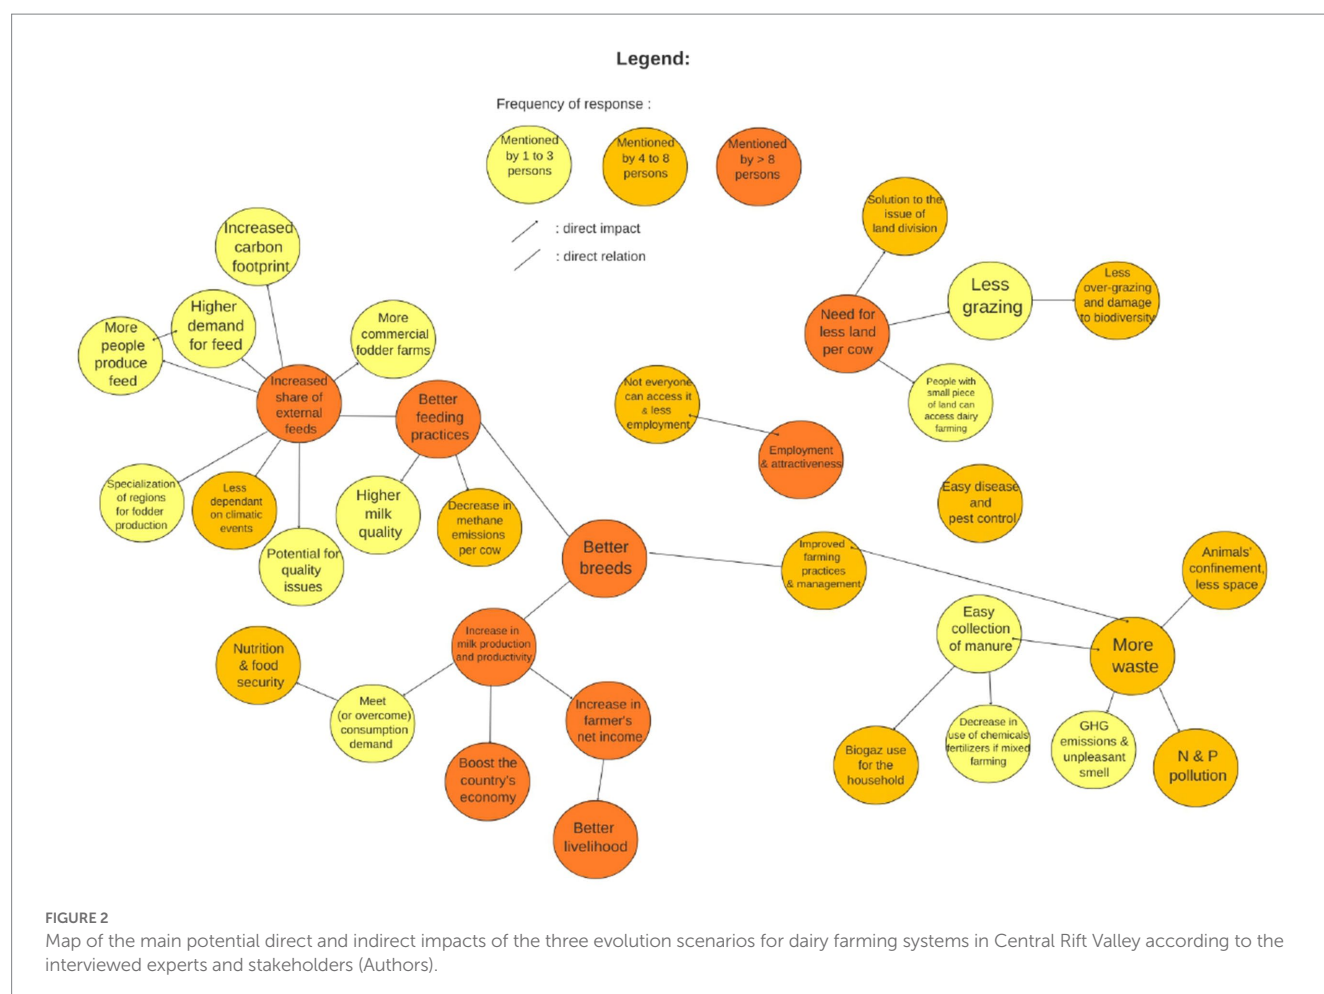 Legend:
Frequency of response :
Mentioned
by 1 to 3
persons
Mentioned
by 4 to 8
persons
Mentioned
by > 8
persons
: direct impact
: direct relation
Increased
carbon
footprint
Higher
demand
for feed
More
people
produce
feed
More
commercial
fodder farms
Increased
share of
external
feeds
Better
feeding
practices
Specialization
of regions
for fodder
production
Less
dependant
on climatic
events
Potential for
quality
issues
Higher
milk
quality
Decrease in
methane
emissions
per cow
Solution to the
issue of
land division
Less
grazing
Less
over-grazing
and damage
to biodiversity
Need for
less land
per cow
People with
small piece
of land can
access dairy
farming
Not everyone
can access it
& less
employment
Employment
& attractiveness
Easy disease
and
pest control
Better
breeds
Improved
farming
practices
& management
Animals'
confinement,
less space
Easy
collection
of manure
More
waste
Increase in
milk production
and productivity
Nutrition
& food
security
Meet
(or overcome)
consumption
demand
Increase in
farmer's
net income
Boost the
country's
economy
Better
livelihood
Biogaz use
for the
household
Decrease in
use of chemicals
fertilizers if mixed
farming
GHG
emissions &
unpleasant
smell
N & P
pollution
FIGURE 2
Map of the main potential direct and indirect impacts of the three evolution scenarios for dairy farming systems in Central Rift Valley according to the
interviewed experts and stakeholders (Authors).